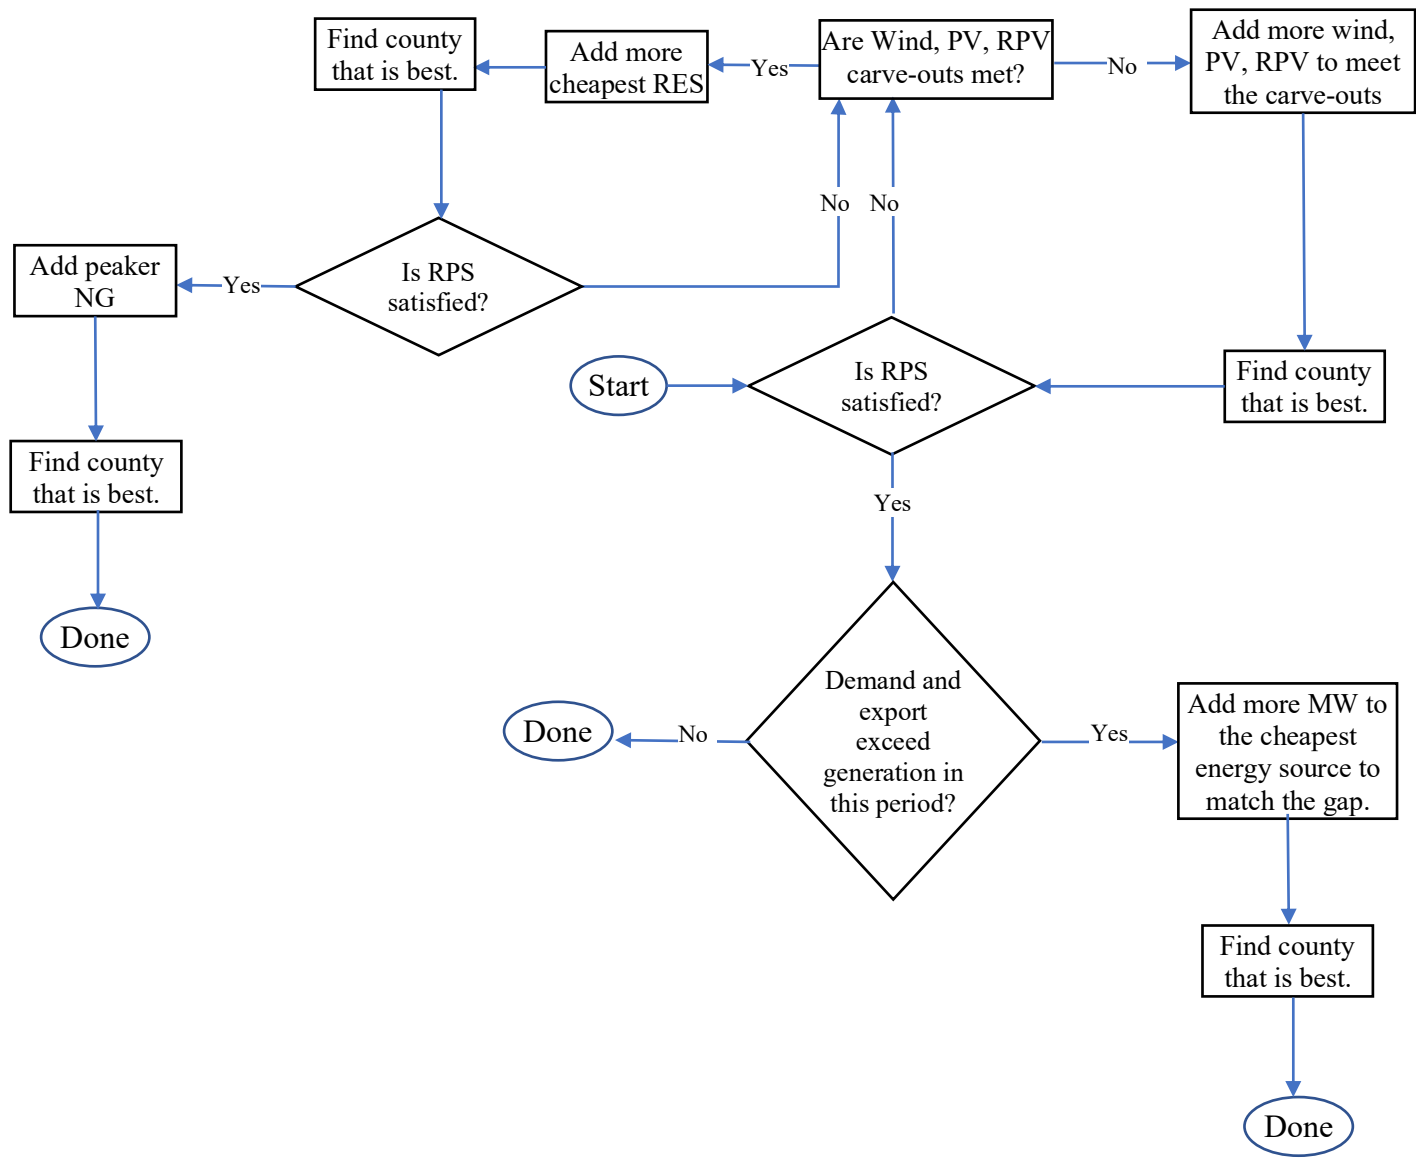 Find county
that is best.
Add more
cheapest RES
Yes
Are Wind, PV, RPV
carve-outs met?
No
Add more wind,
PV, RPV to meet
the carve-outs
No
No
Add peaker
NG
Yes
Is RPS
satisfied?
Start
Is RPS
satisfied?
Find county
that is best.
Find county
that is best.
Yes
Done
Demand and
export
exceed
generation in
this period?
Done
No
Yes
Add more MW to
the cheapest
energy source to
match the gap.
Find county
that is best.
Done